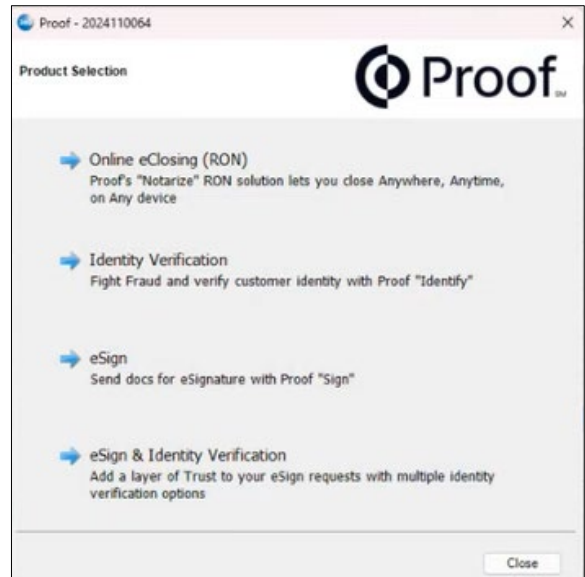 Proof - 2024110064
Product Selection
Proof
SM
Online eClosing (RON)
Proof's "Notarize" RON solution lets you close Anywhere, Anytime,
on Any device
Identity Verification
Fight Fraud and verify customer identity with Proof "Identify"
eSign
Send docs for eSignature with Proof "Sign"
eSign & Identity Verification
Add a layer of Trust to your eSign requests with multiple identity
verification options
Close